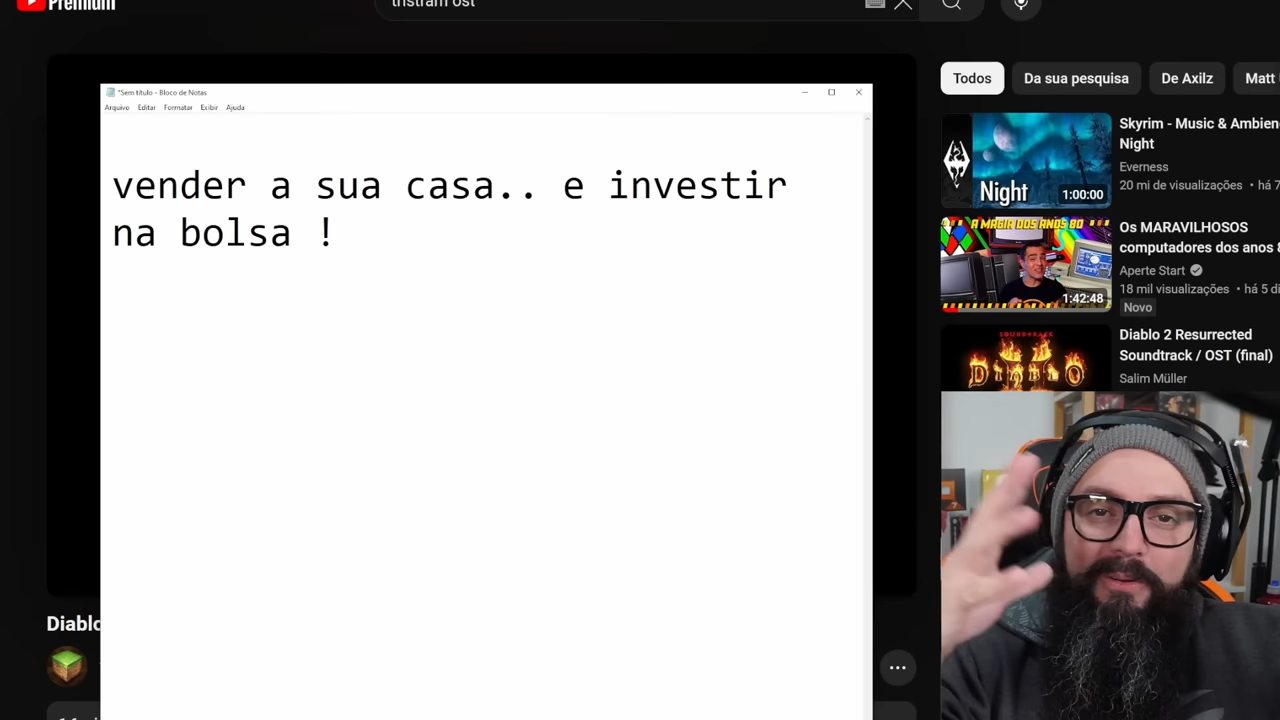 Premium
tristram ost
*Sem título - Bloco de Notas
Arquivo Editar Formatar Exibir Ajuda
vender a sua casa.. e investir
na bolsa !
Todos
Da sua pesquisa
De Axilz
Matt
Skyrim - Music & Ambien
Night
Everness
20 mi de visualizações • há 7
Night
1:00:00
Os MARAVILHOSOS
computadores dos anos 8
Aperte Start
18 mil visualizações • há 5 di
Novo
A MAGIA DOS ANOS 80
1:42:48
Diablo 2 Resurrected
Soundtrack / OST (final)
Salim Müller
DIABLO
Diablo